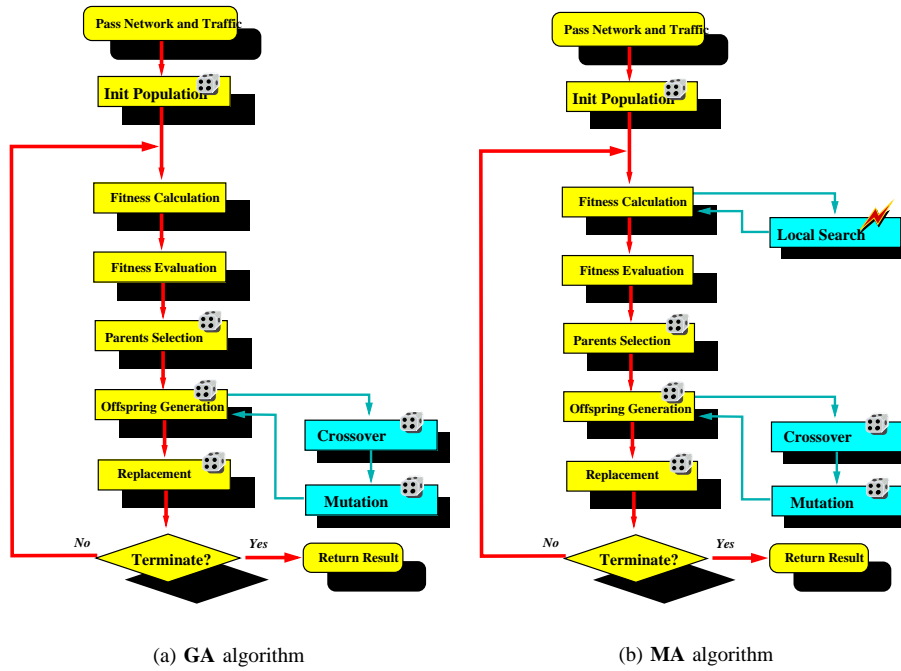 Pass Network and Traffic
Init Population
Fitness Calculation
Fitness Evaluation
Parents Selection
Offspring Generation
Crossover
Replacement
Mutation
No
Terminate?
Yes
Return Result
(a) GA algorithm
Pass Network and Traffic
Init Population
Fitness Calculation
Local Search
Fitness Evaluation
Parents Selection
Offspring Generation
Crossover
Replacement
Mutation
No
Terminate?
Yes
Return Result
(b) MA algorithm